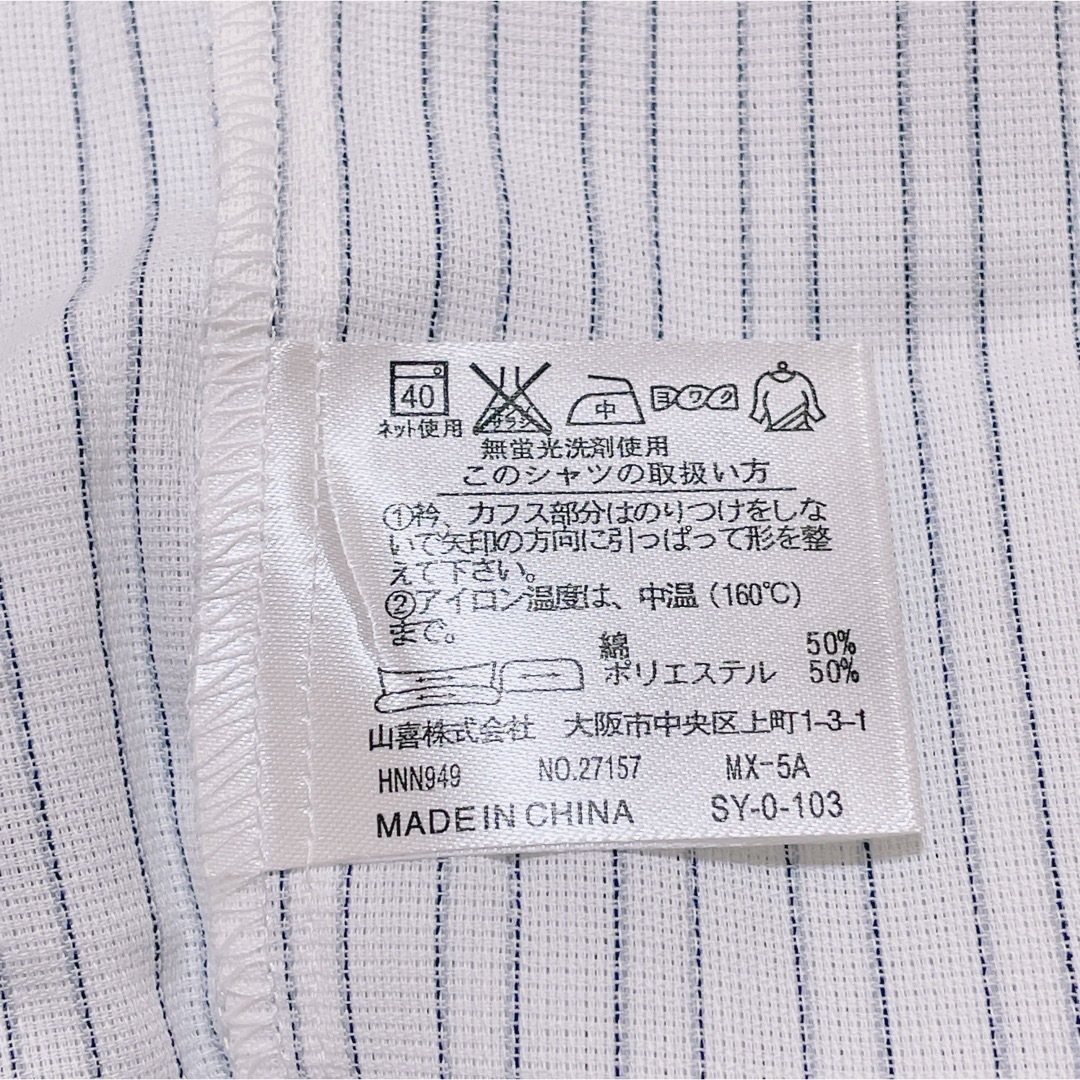 40
ネット使用
サラシ
中
ヨワク
無蛍光洗剤使用
このシャツの取扱い方
①衿、カフス部分はのりつけをしな
いで矢印の方向に引っぱって形を整
えて下さい。
②アイロン温度は、中温(160℃)
まで。
綿 50%
ポリエステル 50%
山喜株式会社 大阪市中央区上町1-3-1
HNN949 NO.27157 MX-5A
MADE IN CHINA SY-0-103